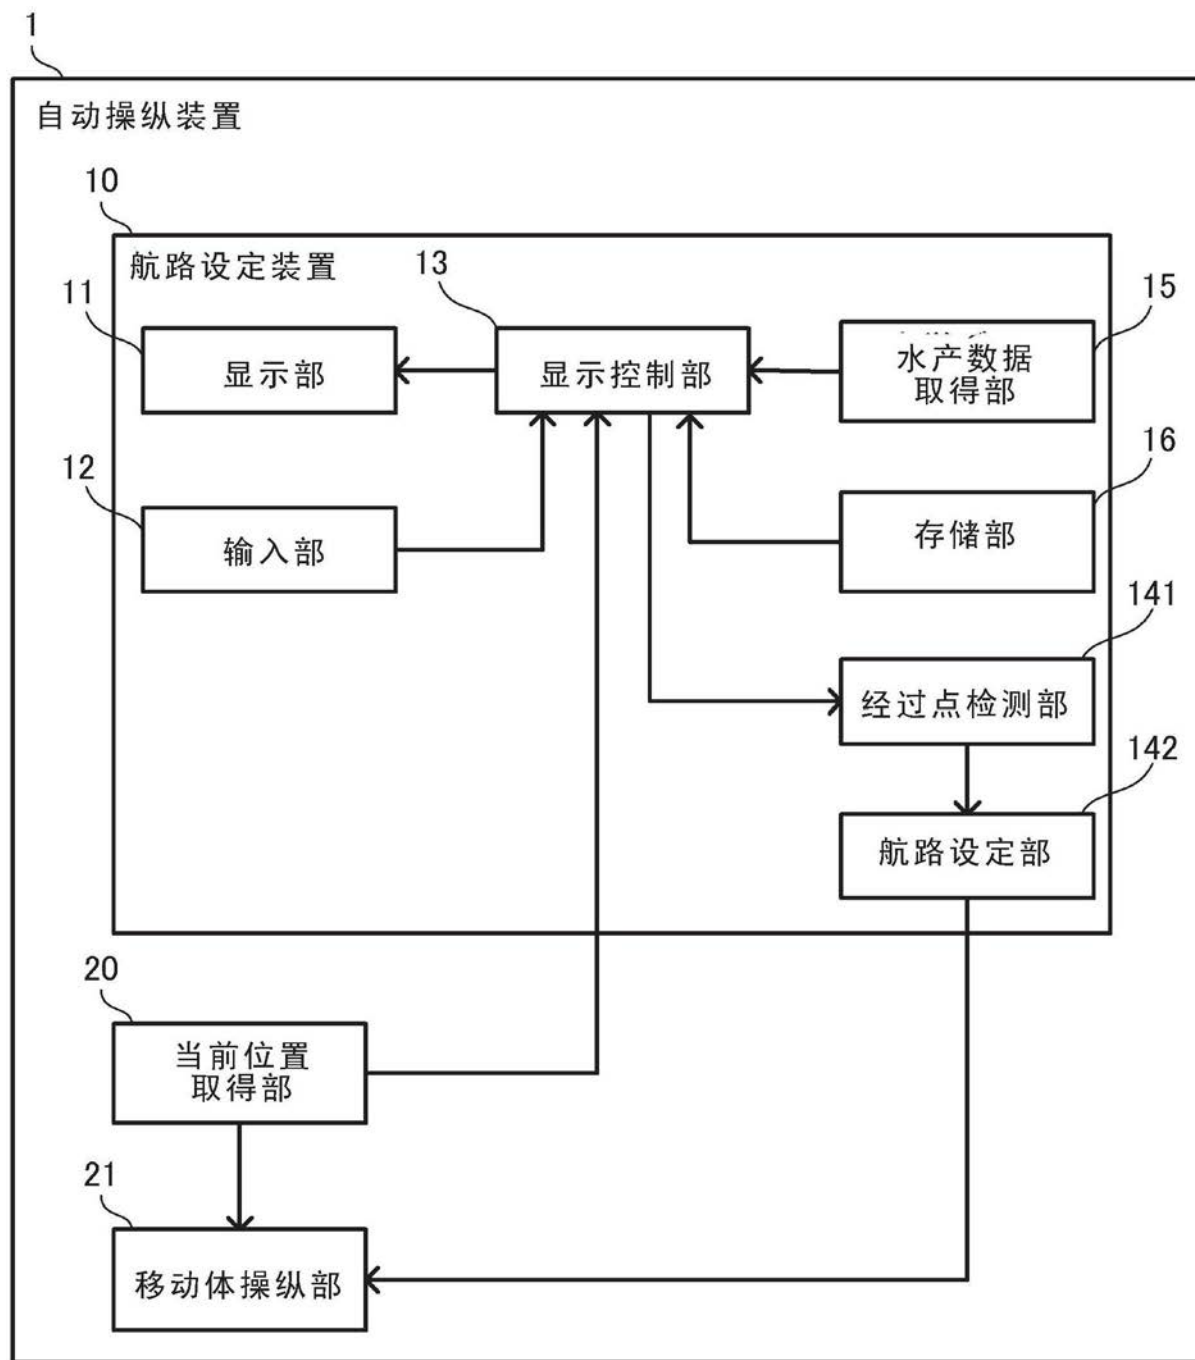 1
自动操纵装置
10
航路设定装置
13
11
15
显示部
显示控制部
水产数据
取得部
12
16
输入部
存储部
141
经过点检测部
142
航路设定部
20
当前位置
取得部
21
移动体操纵部